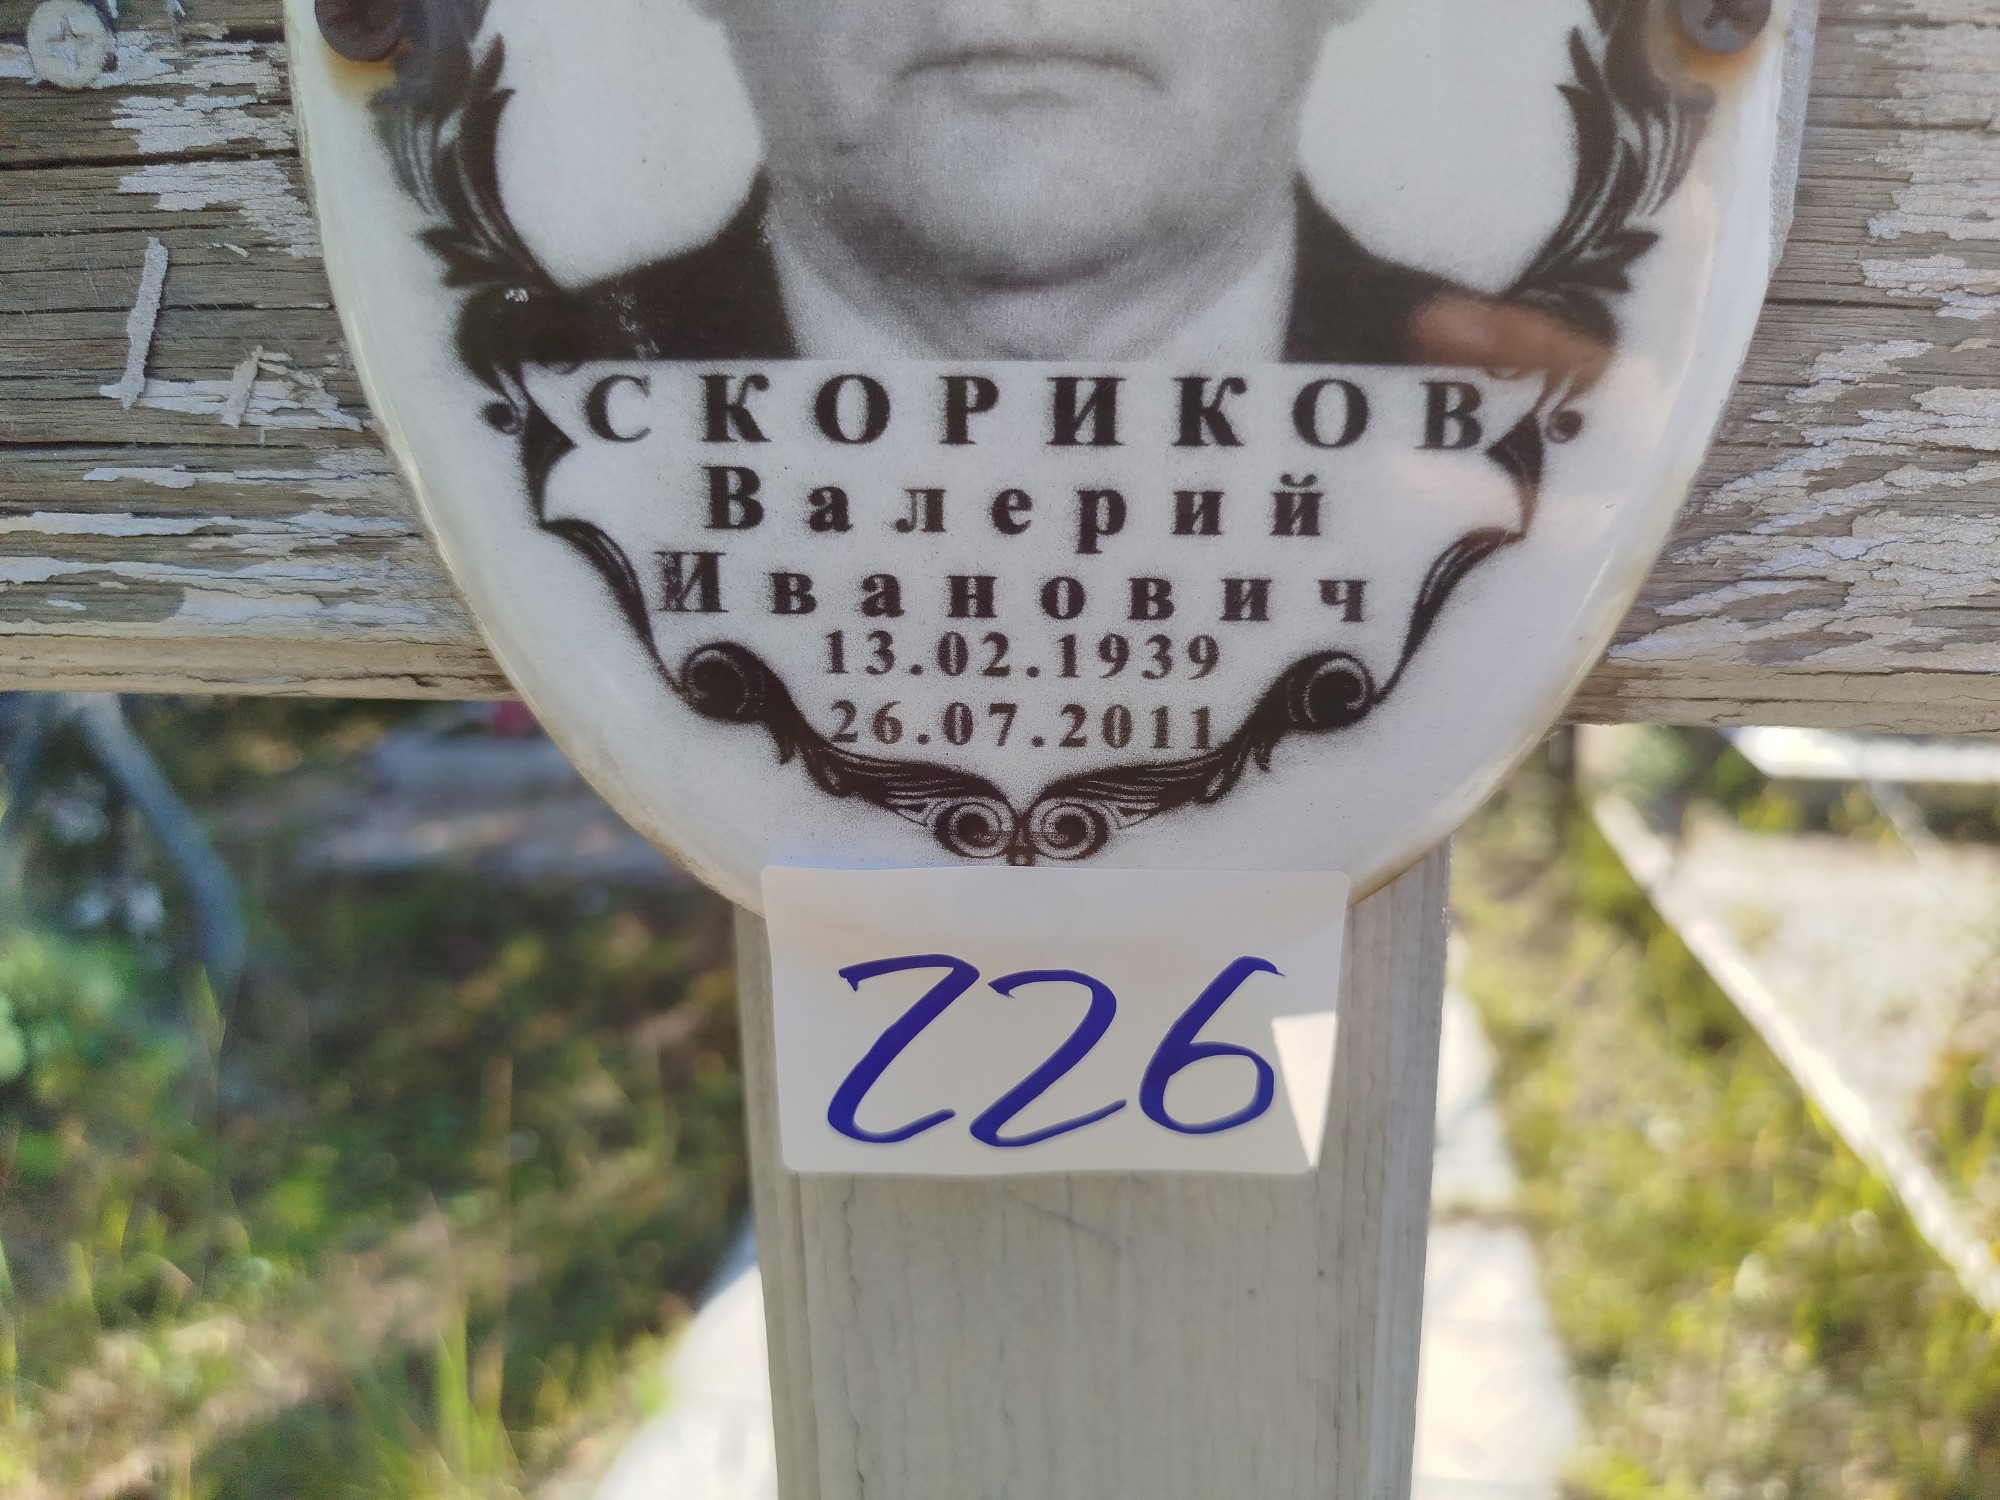 СКОРИКОВ
Валерий
Иванович
13.02.1939
26.07.2011
226